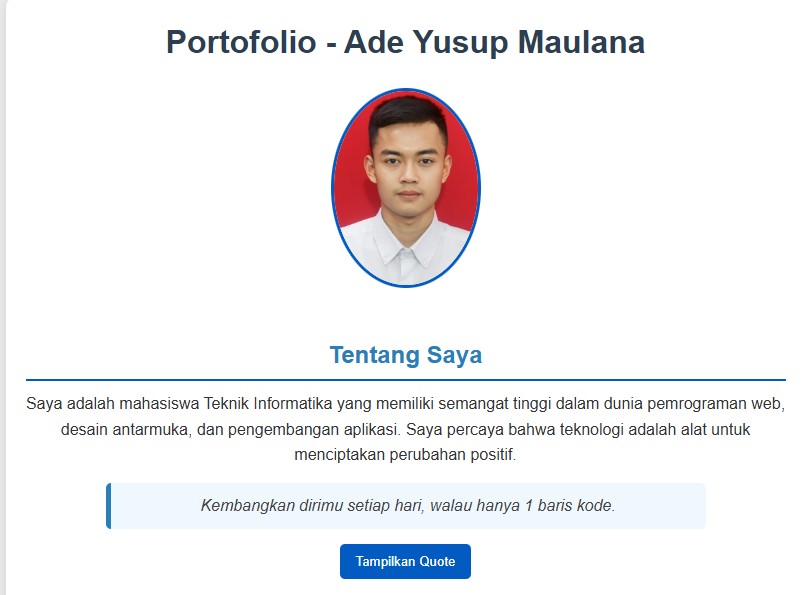 Portofolio - Ade Yusup Maulana
Tentang Saya
Saya adalah mahasiswa Teknik Informatika yang memiliki semangat tinggi dalam dunia pemrograman web,
desain antarmuka, dan pengembangan aplikasi. Saya percaya bahwa teknologi adalah alat untuk
menciptakan perubahan positif.
Kembangkan dirimu setiap hari, walau hanya 1 baris kode.
Tampilkan Quote